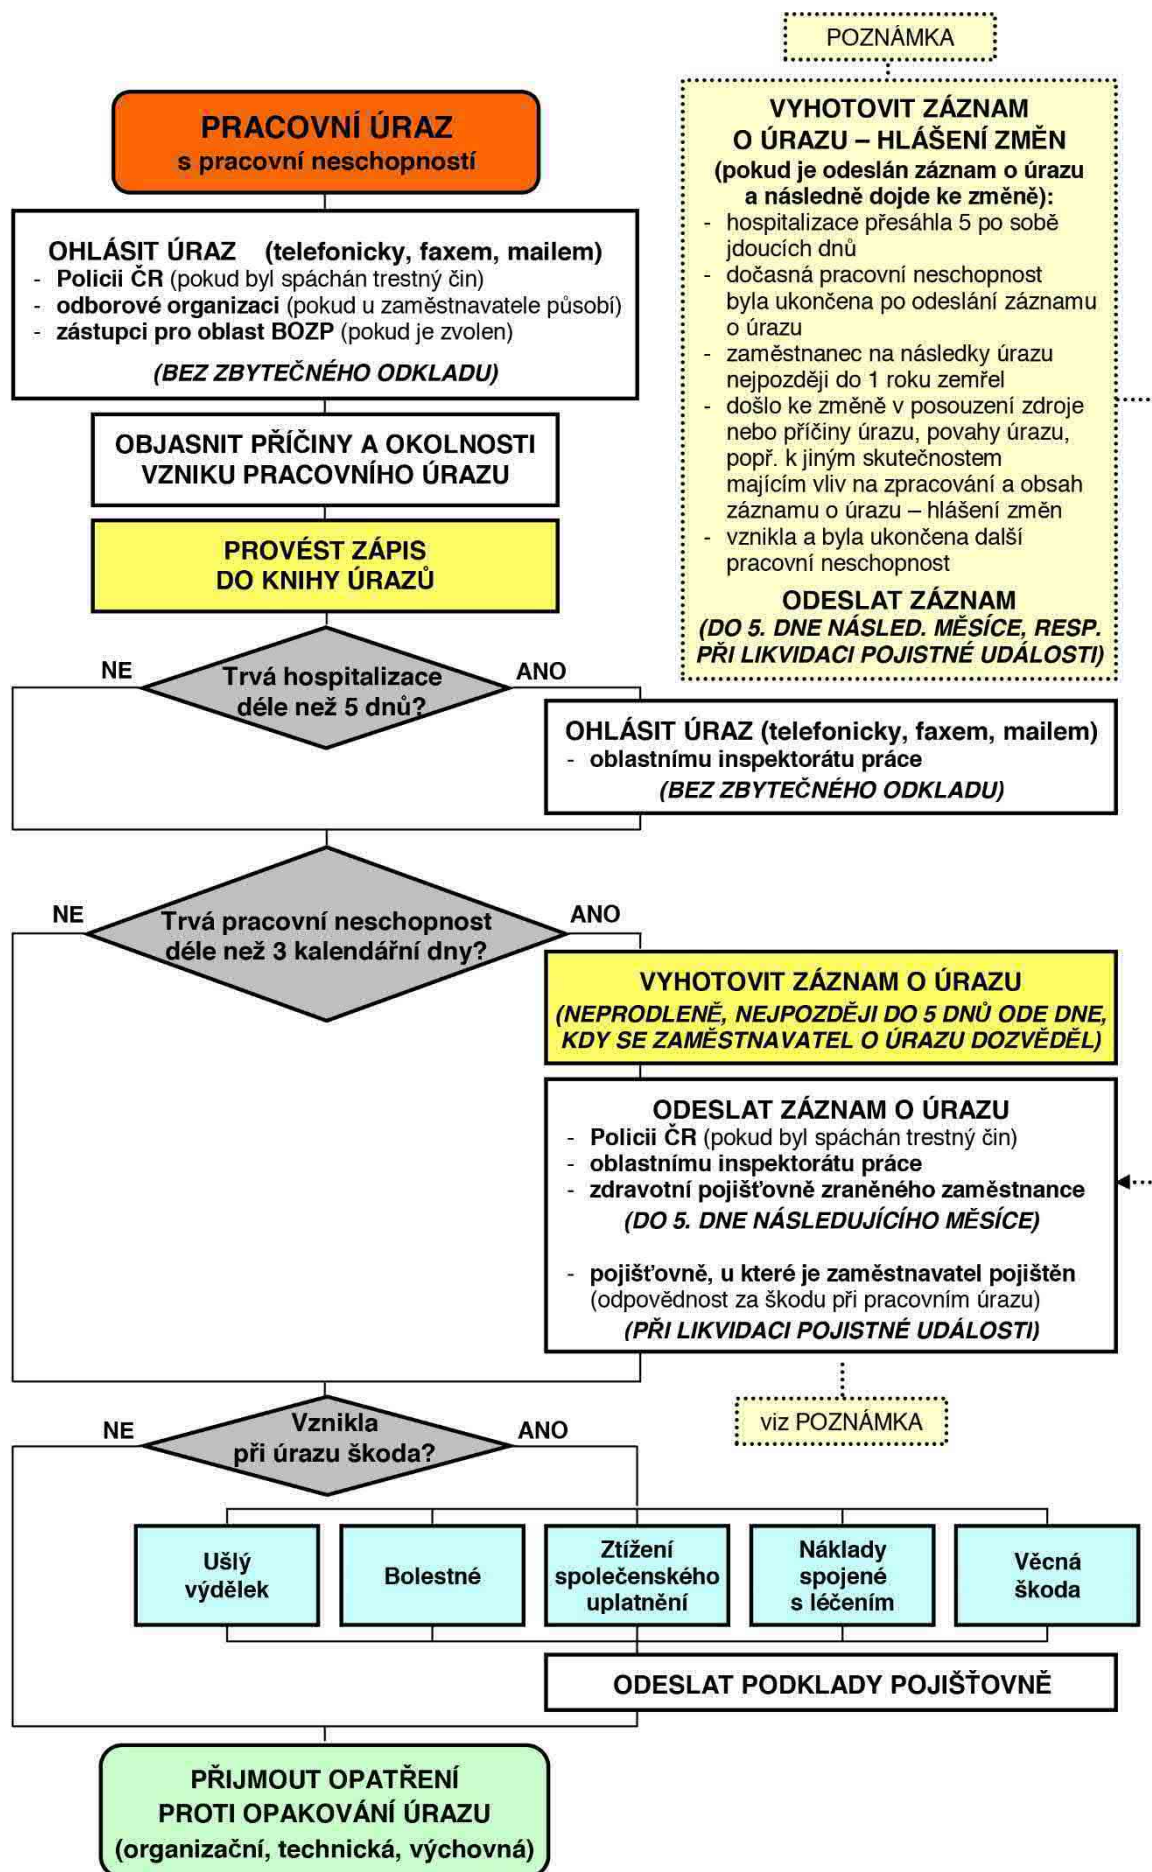 POZNÁMKA
VYHOTOVIT ZÁZNAM
O ÚRAZU – HLÁŠENÍ ZMĚN
(pokud je odeslán záznam o úrazu
a následně dojde ke změně):
- hospitalizace přesáhla 5 po sobě
jdoucích dnů
- dočasná pracovní neschopnost
byla ukončena po odeslání záznamu
o úrazu
- zaměstnanec na následky úrazu
nejpozději do 1 roku zemřel
- došlo ke změně v posouzení zdroje
nebo příčiny úrazu, povahy úrazu,
popř. k jiným skutečnostem
majícím vliv na zpracování a obsah
záznamu o úrazu – hlášení změn
- vznikla a byla ukončena další
pracovní neschopnost
ODESLAT ZÁZNAM
(DO 5. DNE NÁSLED. MĚSÍCE, RESP.
PŘI LIKVIDACI POJISTNÉ UDÁLOSTI)
PRACOVNÍ ÚRAZ
s pracovní neschopností
OHLÁSIT ÚRAZ (telefonicky, faxem, mailem)
- Policii ČR (pokud byl spáchán trestný čin)
- odborové organizaci (pokud u zaměstnavatele působí)
- zástupci pro oblast BOZP (pokud je zvolen)
(BEZ ZBYTEČNÉHO ODKLADU)
OBJASNIT PŘÍČINY A OKOLNOSTI
VZNIKU PRACOVNÍHO ÚRAZU
PROVÉST ZÁPIS
DO KNIHY ÚRAZŮ
NE
Trvá hospitalizace
déle než 5 dnů?
ANO
OHLÁSIT ÚRAZ (telefonicky, faxem, mailem)
- oblastnímu inspektorátu práce
(BEZ ZBYTEČNÉHO ODKLADU)
NE
Trvá pracovní neschopnost
déle než 3 kalendářní dny?
ANO
VYHOTOVIT ZÁZNAM O ÚRAZU
(NEPRODLENĚ, NEJPOZDĚJI DO 5 DNŮ ODE DNE,
KDY SE ZAMĚSTNAVATEL O ÚRAZU DOZVĚDĚL)
ODESLAT ZÁZNAM O ÚRAZU
- Policii ČR (pokud byl spáchán trestný čin)
- oblastnímu inspektorátu práce
- zdravotní pojišťovně zraněného zaměstnance
(DO 5. DNE NÁSLEDUJÍCÍHO MĚSÍCE)
- pojišťovně, u které je zaměstnavatel pojištěn
(odpovědnost za škodu při pracovním úrazu)
(PŘI LIKVIDACI POJISTNÉ UDÁLOSTI)
viz POZNÁMKA
NE
Vznikla
při úrazu škoda?
ANO
Ušlý
výdělek
Bolestné
Ztížení
společenského
uplatnění
Náklady
spojené
s léčením
Věcná
škoda
ODESLAT PODKLADY POJIŠŤOVNĚ
PŘIJMOUT OPATŘENÍ
PROTI OPAKOVÁNÍ ÚRAZU
(organizační, technická, výchovná)